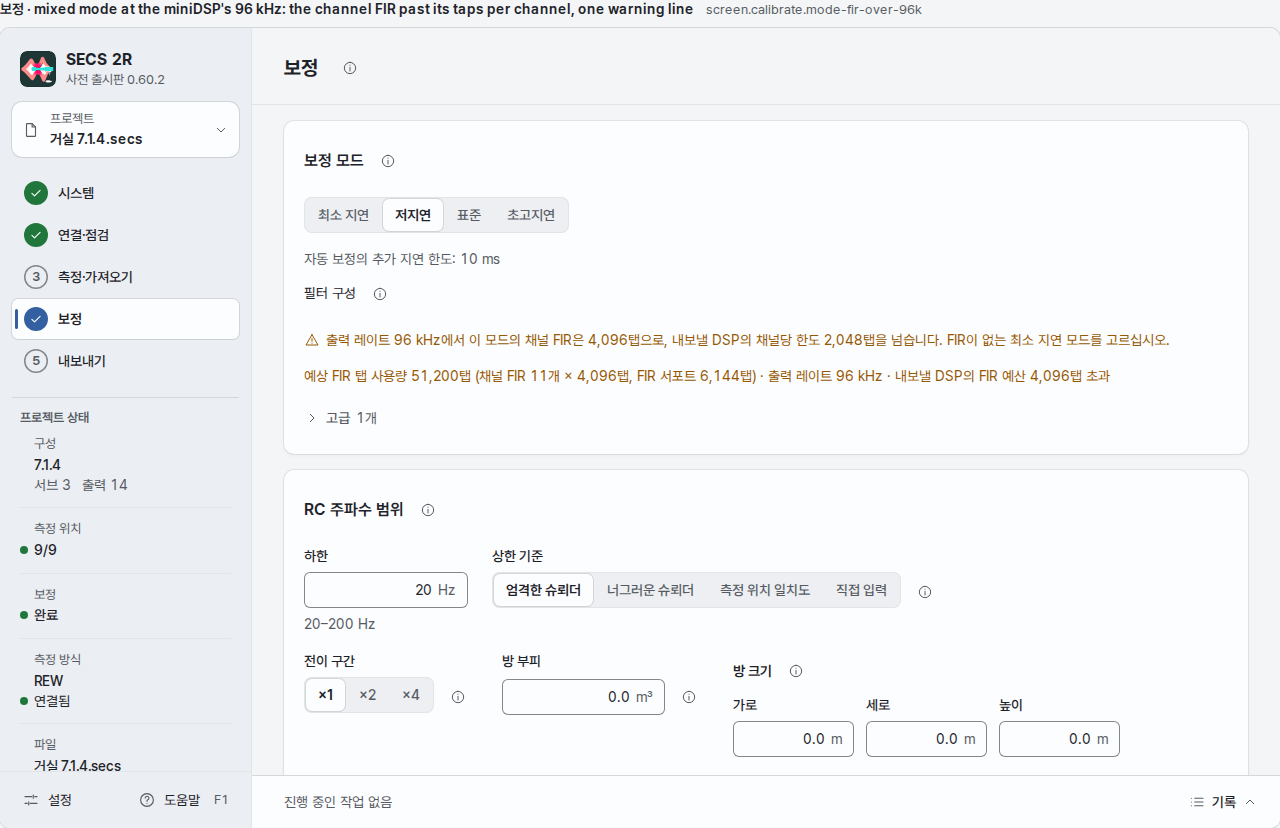 보정 · mixed mode at the miniDSP's 96 kHz: the channel FIR past its taps per channel, one warning line screen.calibrate.mode-fir-over-96k
SECS 2R
사전 출시판 0.60.2
프로젝트
거실 7.1.4.secs
시스템
연결·점검
3 측정·가져오기
보정
5 내보내기
프로젝트 상태
구성
7.1.4
서브 3 출력 14
측정 위치
9/9
보정
완료
측정 방식
REW
연결됨
파일
거실 7.1.4.secs
설정 도움말 F1
보정
보정 모드
최소 지연 저지연 표준 초고지연
자동 보정의 추가 지연 한도: 10 ms
필터 구성
출력 레이트 96 kHz에서 이 모드의 채널 FIR은 4,096탭으로, 내보낼 DSP의 채널당 한도 2,048탭을 넘습니다. FIR이 없는 최소 지연 모드를 고르십시오.
예상 FIR 탭 사용량 51,200탭 (채널 FIR 11개 × 4,096탭, FIR 서포트 6,144탭) · 출력 레이트 96 kHz · 내보낼 DSP의 FIR 예산 4,096탭 초과
고급 1개
RC 주파수 범위
하한 상한 기준
20 Hz 엄격한 슈뢰더 너그러운 슈뢰더 측정 위치 일치도 직접 입력
20–200 Hz
전이 구간 방 부피 방 크기
×1 ×2 ×4 0.0 m³
가로 세로 높이
0.0 m 0.0 m 0.0 m
진행 중인 작업 없음 기록